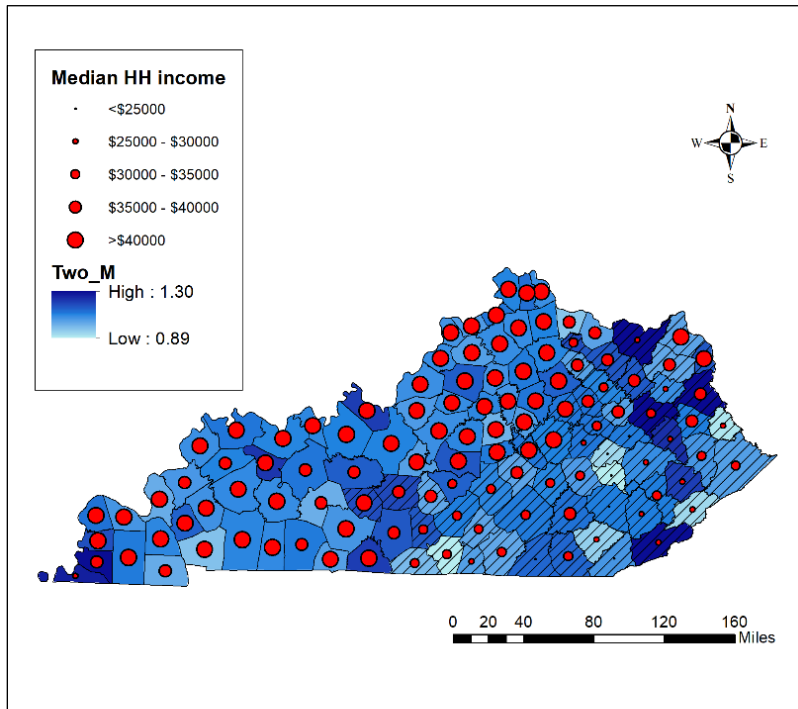 Median HH income
<$25000
$25000 - $30000
$30000 - $35000
$35000 - $40000
>$40000
Two_M
High : 1.30
Low : 0.89
N
W E
S
0 10 20 40 80 120 160
Miles